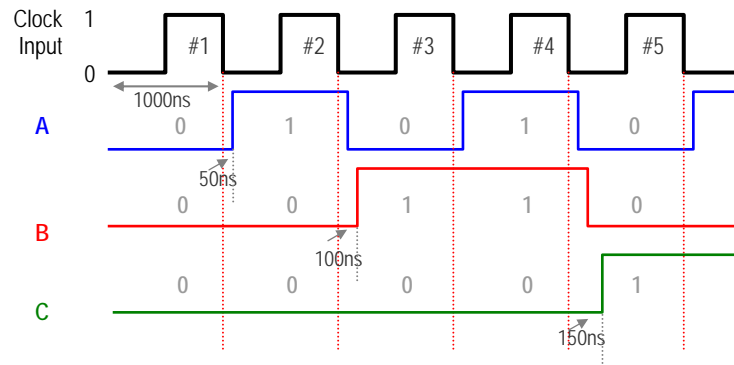 Clock 1
Input #1 #2 #3 #4 #5
0
1000ns
A 0 1 0 1 0
50ns
0 0 1 1 0
B
100ns
0 0 0 0 1
C
150ns